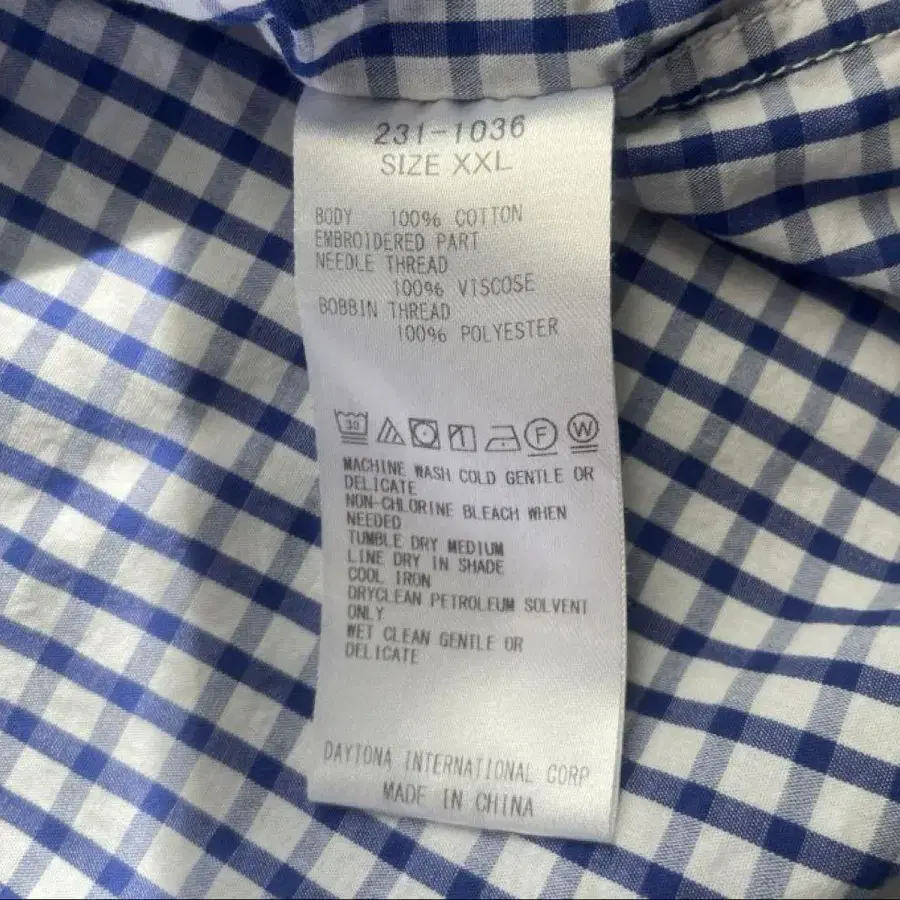 231-1036
SIZE XXL
BODY 100% COTTON
EMBROIDERED PART
NEEDLE THREAD
100% VISCOSE
BOBBIN THREAD
100% POLYESTER
30 F W
MACHINE WASH COLD GENTLE OR
DELICATE
NON-CHLORINE BLEACH WHEN
NEEDED
TUMBLE DRY MEDIUM
LINE DRY IN SHADE
COOL IRON
DRYCLEAN PETROLEUM SOLVENT
ONLY
WET CLEAN GENTLE OR
DELICATE
DAYTONA INTERNATIONAL CORP
MADE IN CHINA